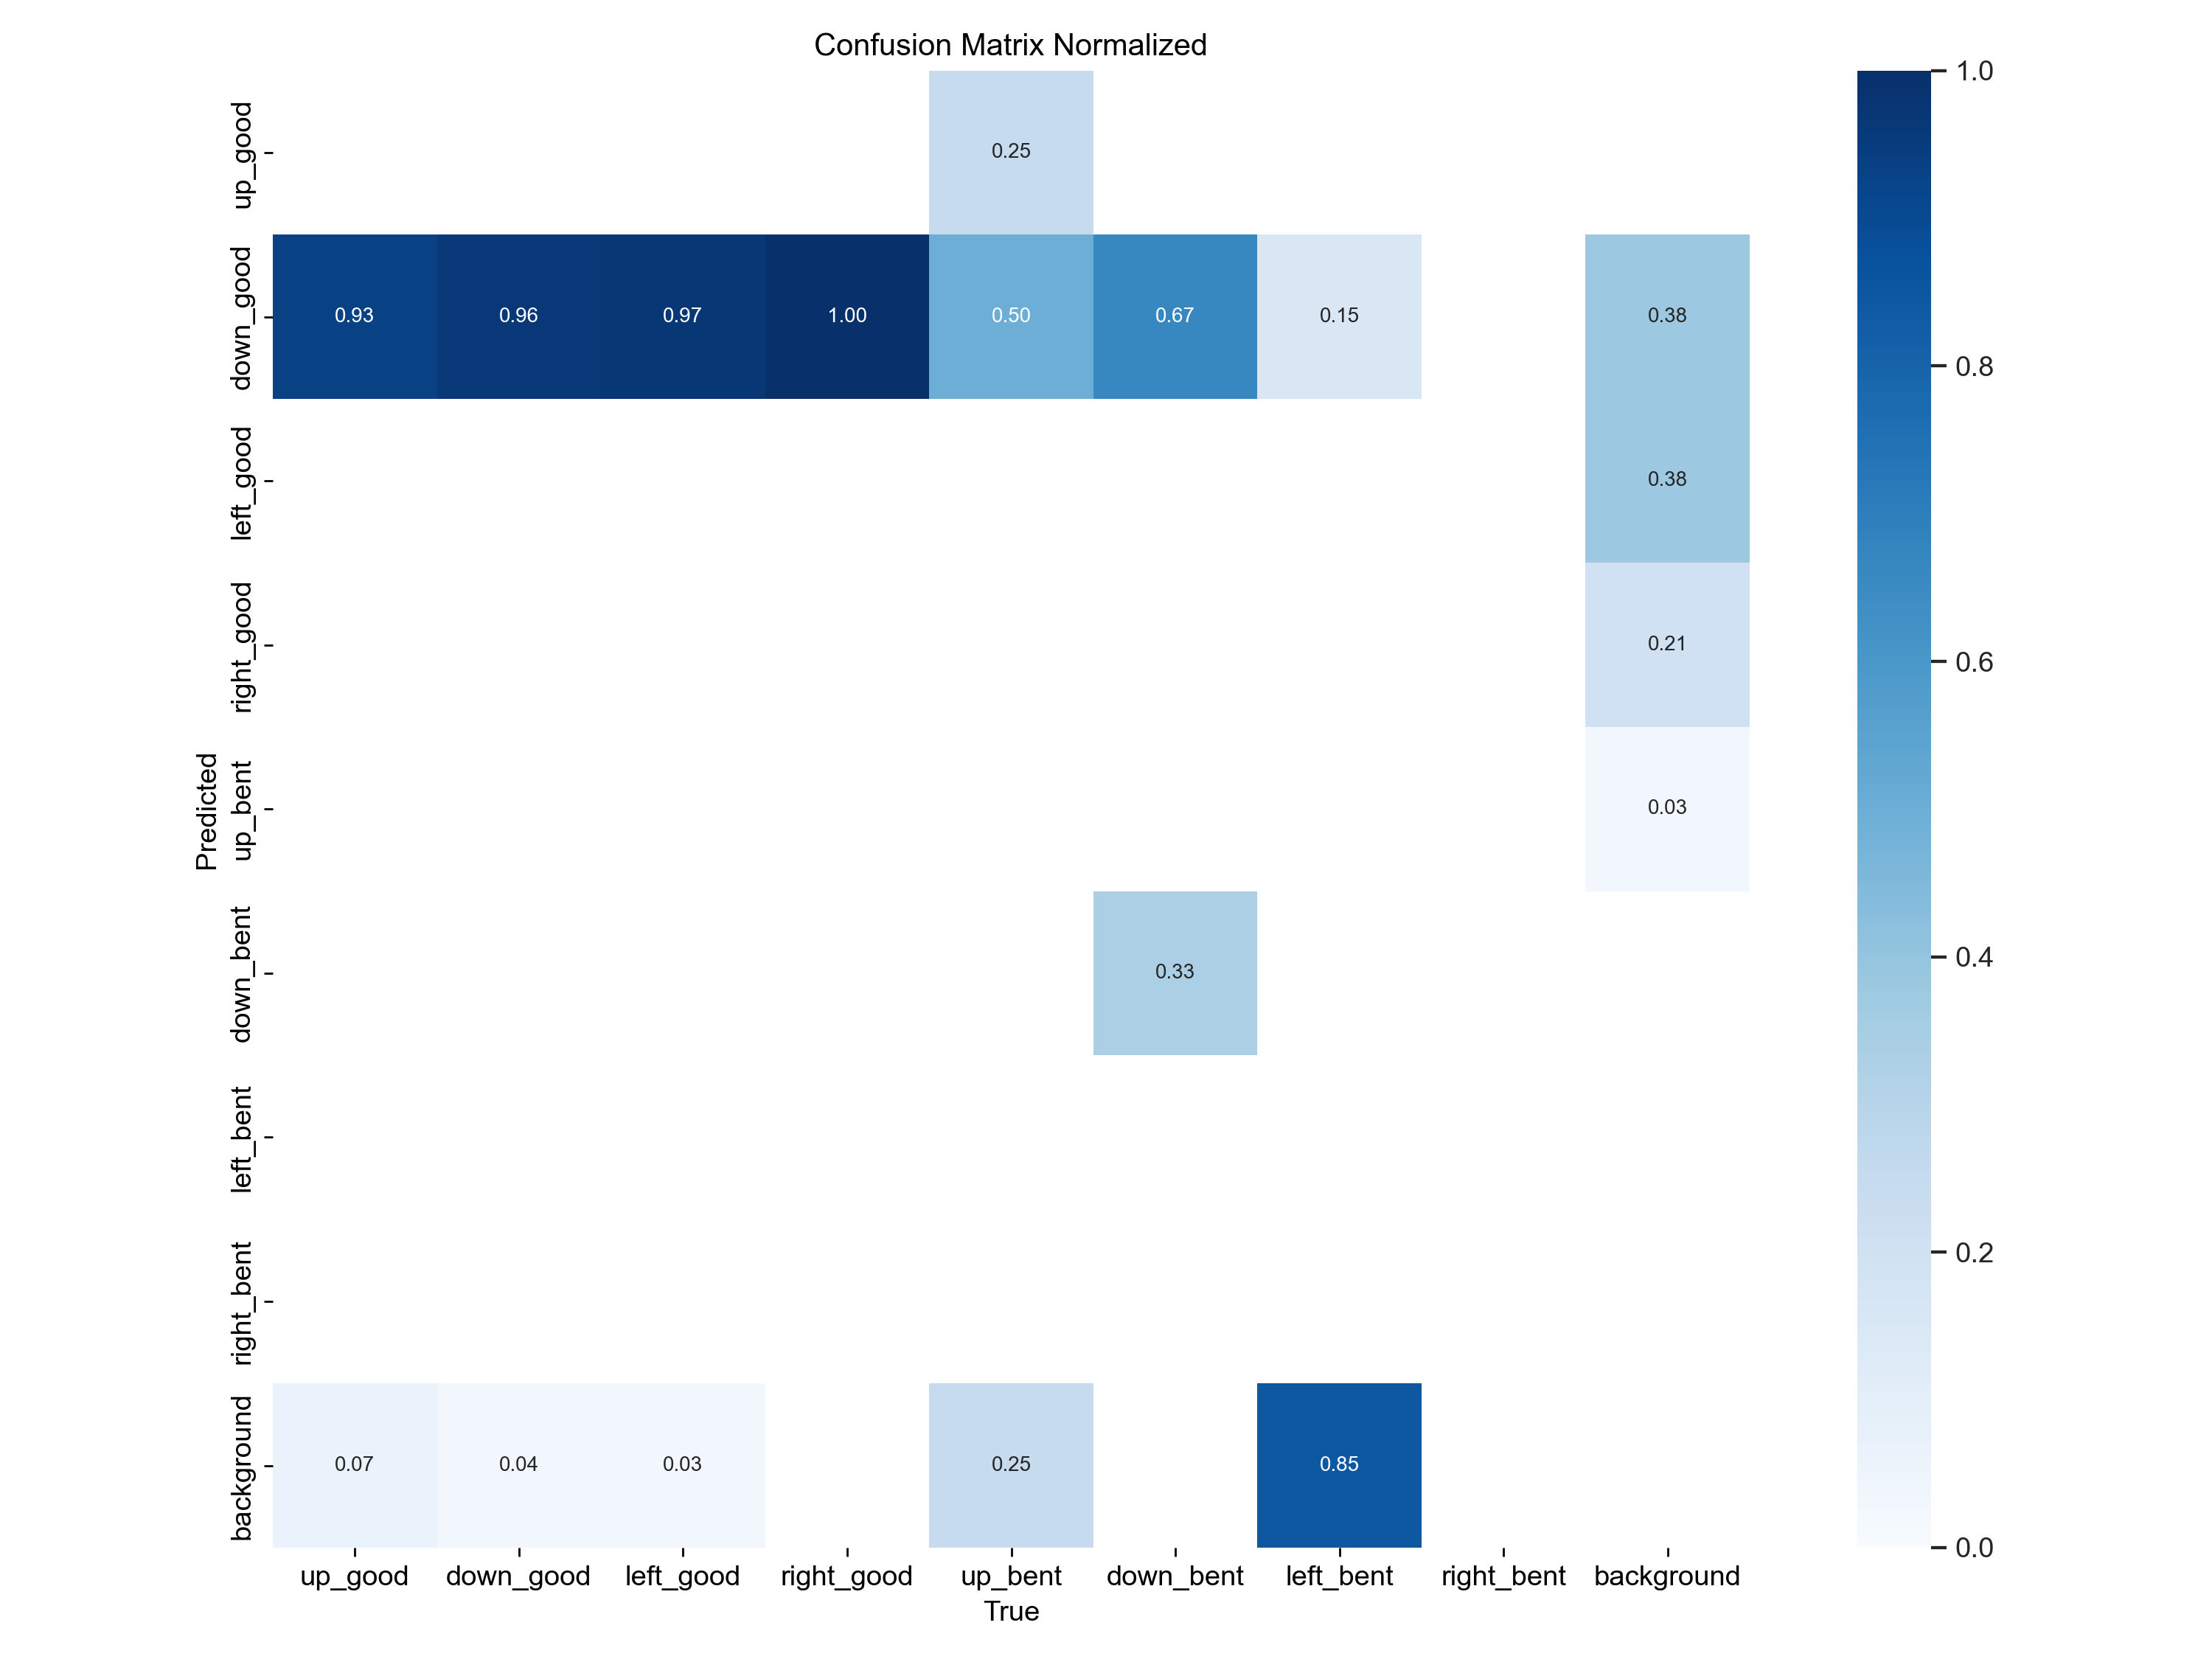 Confusion Matrix Normalized
up_good
0.25
down_good
0.93 0.96 0.97 1.00 0.50 0.67 0.15 0.38
left_good
0.38
right_good
0.21
Predicted
up_bent
0.03
down_bent
0.33
left_bent
right_bent
background
0.07 0.04 0.03 0.25 0.85
up_good down_good left_good right_good up_bent down_bent left_bent right_bent background
True
1.0
0.8
0.6
0.4
0.2
0.0